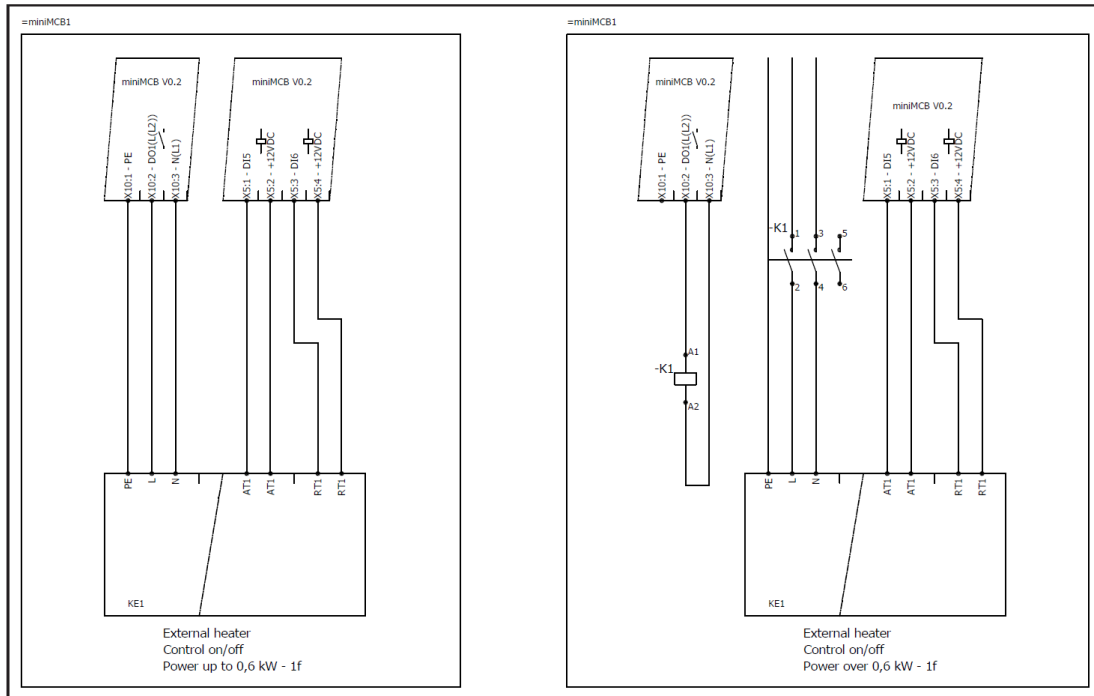 =miniMCB1
miniMCB V0.2
miniMCB V0.2
X10:1 - PE
X10:2 - DO1(L(L2))
X10:3 - N(L1)
X5:1 - DI5
X5:2 - +12VDC
X5:3 - DI6
X5:4 - +12VDC
PE
L
N
AT1
AT1
RT1
RT1
KE1
External heater
Control on/off
Power up to 0,6 kW - 1f
=miniMCB1
miniMCB V0.2
miniMCB V0.2
X10:1 - PE
X10:2 - DO1(L(L2))
X10:3 - N(L1)
X5:1 - DI5
X5:2 - +12VDC
X5:3 - DI6
X5:4 - +12VDC
-K1
1
3
5
2
4
6
A1
-K1
A2
PE
L
N
AT1
AT1
RT1
RT1
KE1
External heater
Control on/off
Power over 0,6 kW - 1f